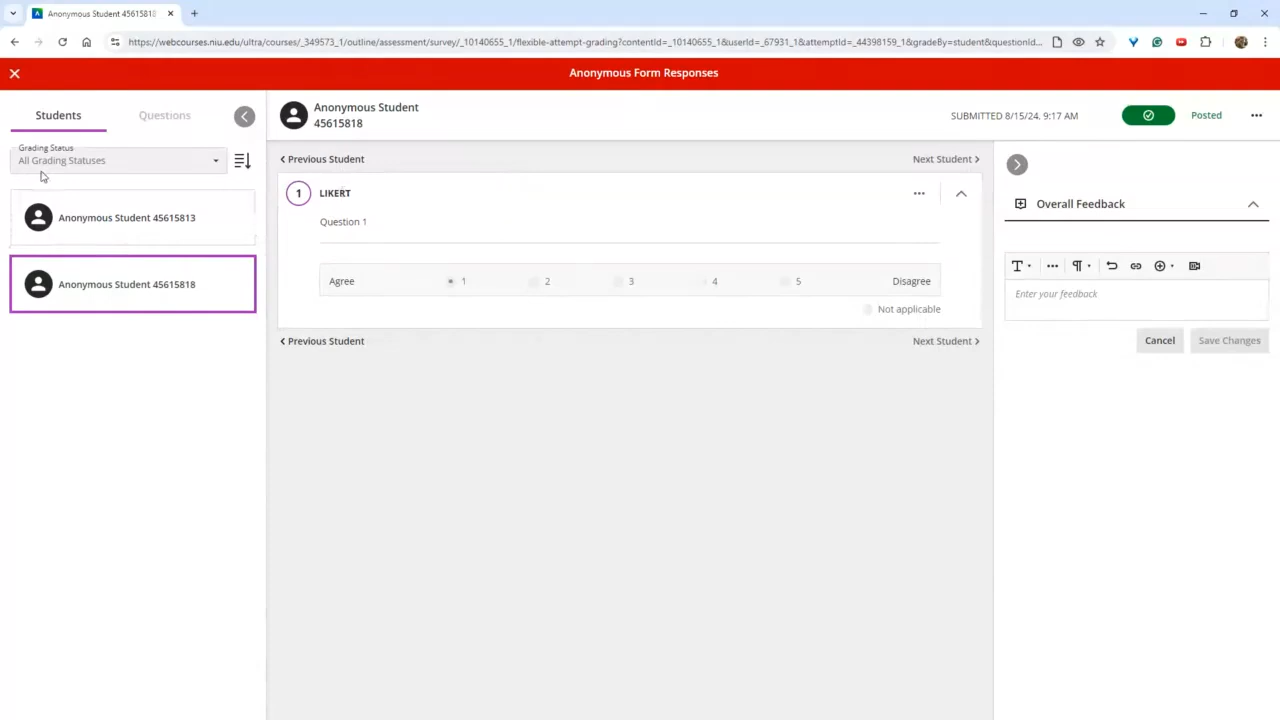 Anonymous Student 45615818
https://webcourses.niu.edu/ultra/courses/_349573_1/outline/assessment/survey/_10140655_1/flexible-attempt-grading?contentId=_10140655_1&userId=_67931_1&attemptId=_44398159_1&gradeBy=student&questionId...
Anonymous Form Responses
Students
Questions
Anonymous Student
45615818
SUBMITTED 8/15/24, 9:17 AM
Posted
Grading Status
All Grading Statuses
Anonymous Student 45615813
Anonymous Student 45615818
Previous Student
Next Student
1
LIKERT
Question 1
Agree 1 2 3 4 5 Disagree
Not applicable
Previous Student
Next Student
Overall Feedback
Enter your feedback
Cancel
Save Changes